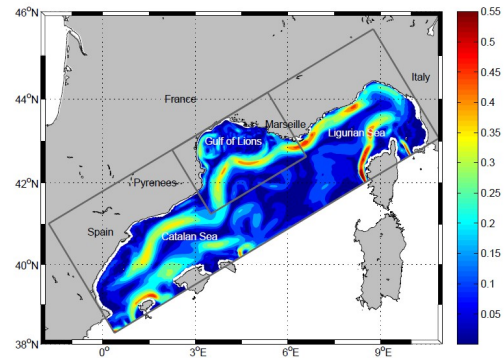 46°N
44°N
42°N
40°N
38°N
0°
3°E
6°E
9°E
Italy
France
Marseille
Ligurian Sea
Gulf of Lions
Pyrenees
Spain
Catalan Sea
0.55
0.5
0.45
0.4
0.35
0.3
0.25
0.2
0.15
0.1
0.05